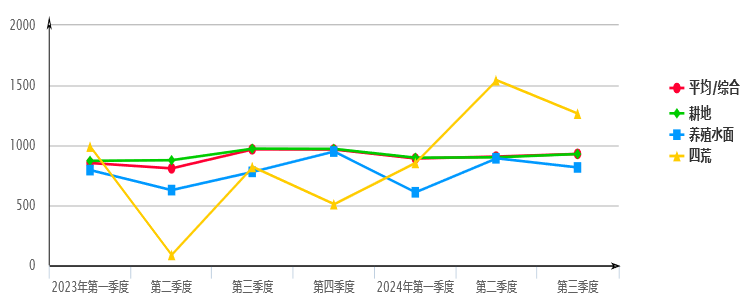 2000
1500
1000
500
0
2023年第一季度 第二季度 第三季度 第四季度 2024年第一季度 第二季度 第三季度
平均/综合
耕地
养殖水面
四荒